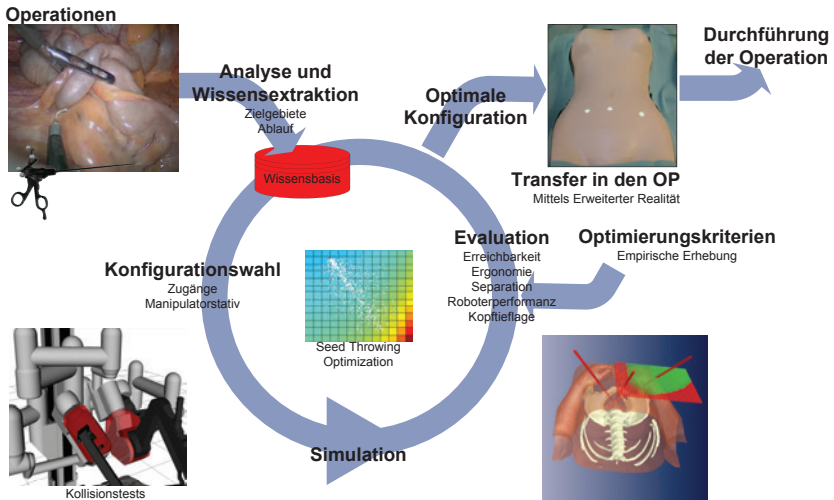 Operationen
Analyse und
Wissensextraktion
Zielgebiete
Ablauf
Wissensbasis
Optimale
Konfiguration
Durchführung
der Operation
Transfer in den OP
Mittels Erweiterter Realität
Konfigurationswahl
Zugänge
Manipulatorstativ
Seed Throwing
Optimization
Evaluation
Erreichbarkeit
Ergonomie
Separation
Roboterperformanz
Kopftieflage
Optimierungskriterien
Empirische Erhebung
Simulation
Kollisionstests